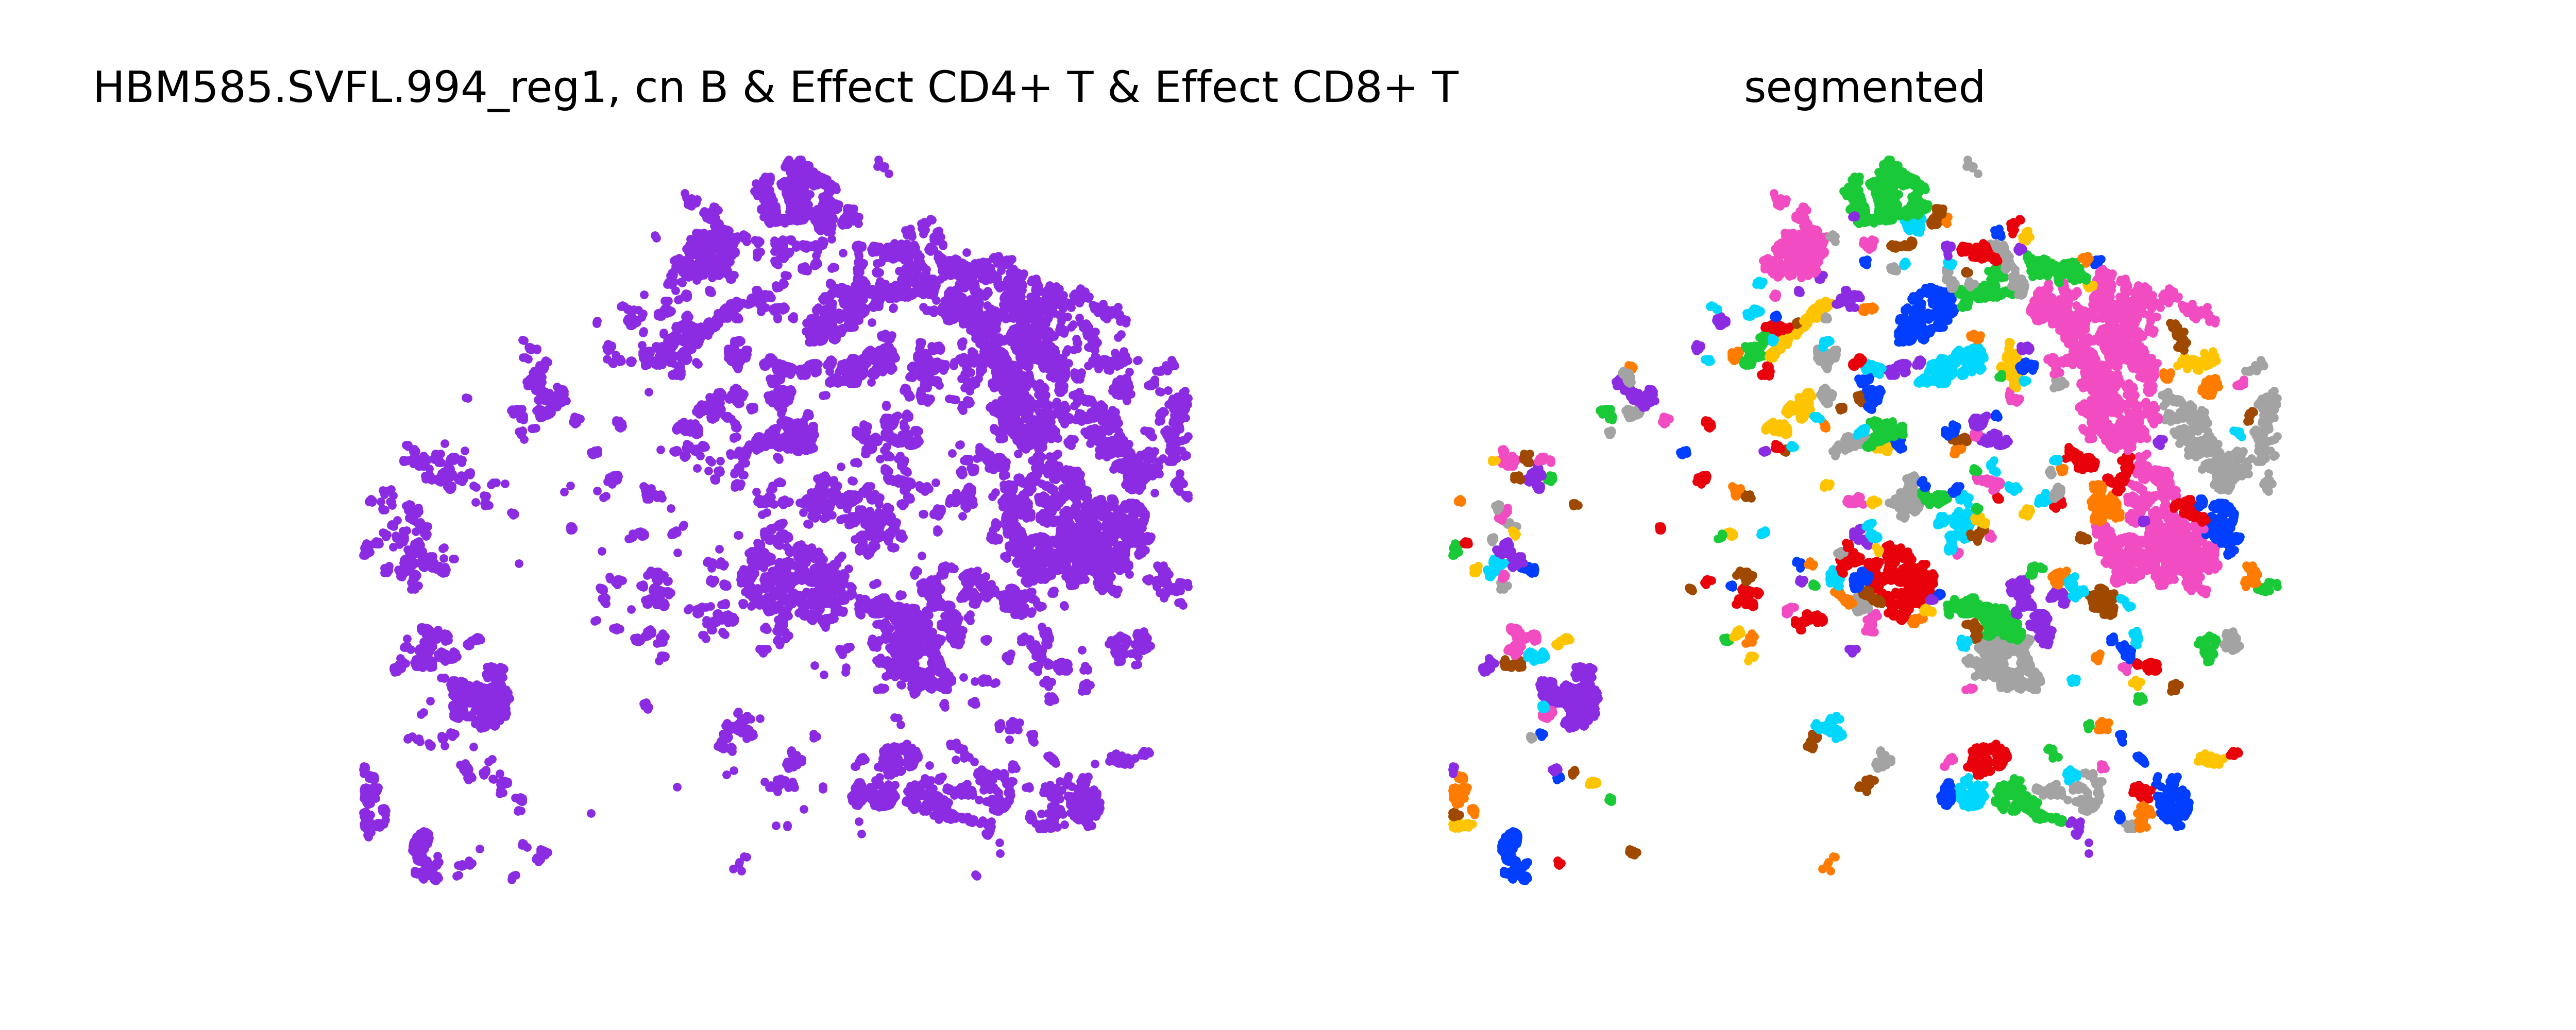 HBM585.SVFL.994_reg1, cn B & Effect CD4+ T & Effect CD8+ T
segmented